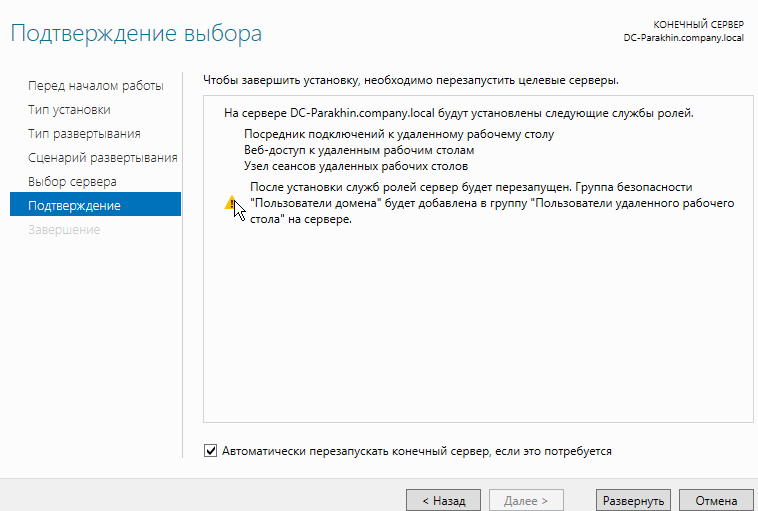 Подтверждение выбора
КОНЕЧНЫЙ СЕРВЕР
DC-Parakhin.company.local
Перед началом работы
Тип установки
Тип развертывания
Сценарий развертывания
Выбор сервера
Подтверждение
Завершение
Чтобы завершить установку, необходимо перезапустить целевые серверы.
На сервере DC-Parakhin.company.local будут установлены следующие службы ролей.
Посредник подключений к удаленному рабочему столу
Веб-доступ к удаленным рабочим столам
Узел сеансов удаленных рабочих столов
После установки служб ролей сервер будет перезапущен. Группа безопасности
"Пользователи домена" будет добавлена в группу "Пользователи удаленного рабочего
стола" на сервере.
Автоматически перезапускать конечный сервер, если это потребуется
< Назад
Далее >
Развернуть
Отмена